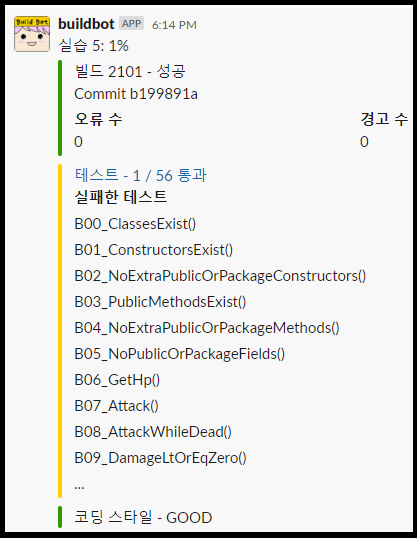 Build Bot
buildbot APP 6:14 PM
실습 5: 1%
빌드 2101 - 성공
Commit b199891a
오류 수 경고 수
0 0
테스트 - 1 / 56 통과
실패한 테스트
B00_ClassesExist()
B01_ConstructorsExist()
B02_NoExtraPublicOrPackageConstructors()
B03_PublicMethodsExist()
B04_NoExtraPublicOrPackageMethods()
B05_NoPublicOrPackageFields()
B06_GetHp()
B07_Attack()
B08_AttackWhileDead()
B09_DamageLtOrEqZero()
...
코딩 스타일 - GOOD